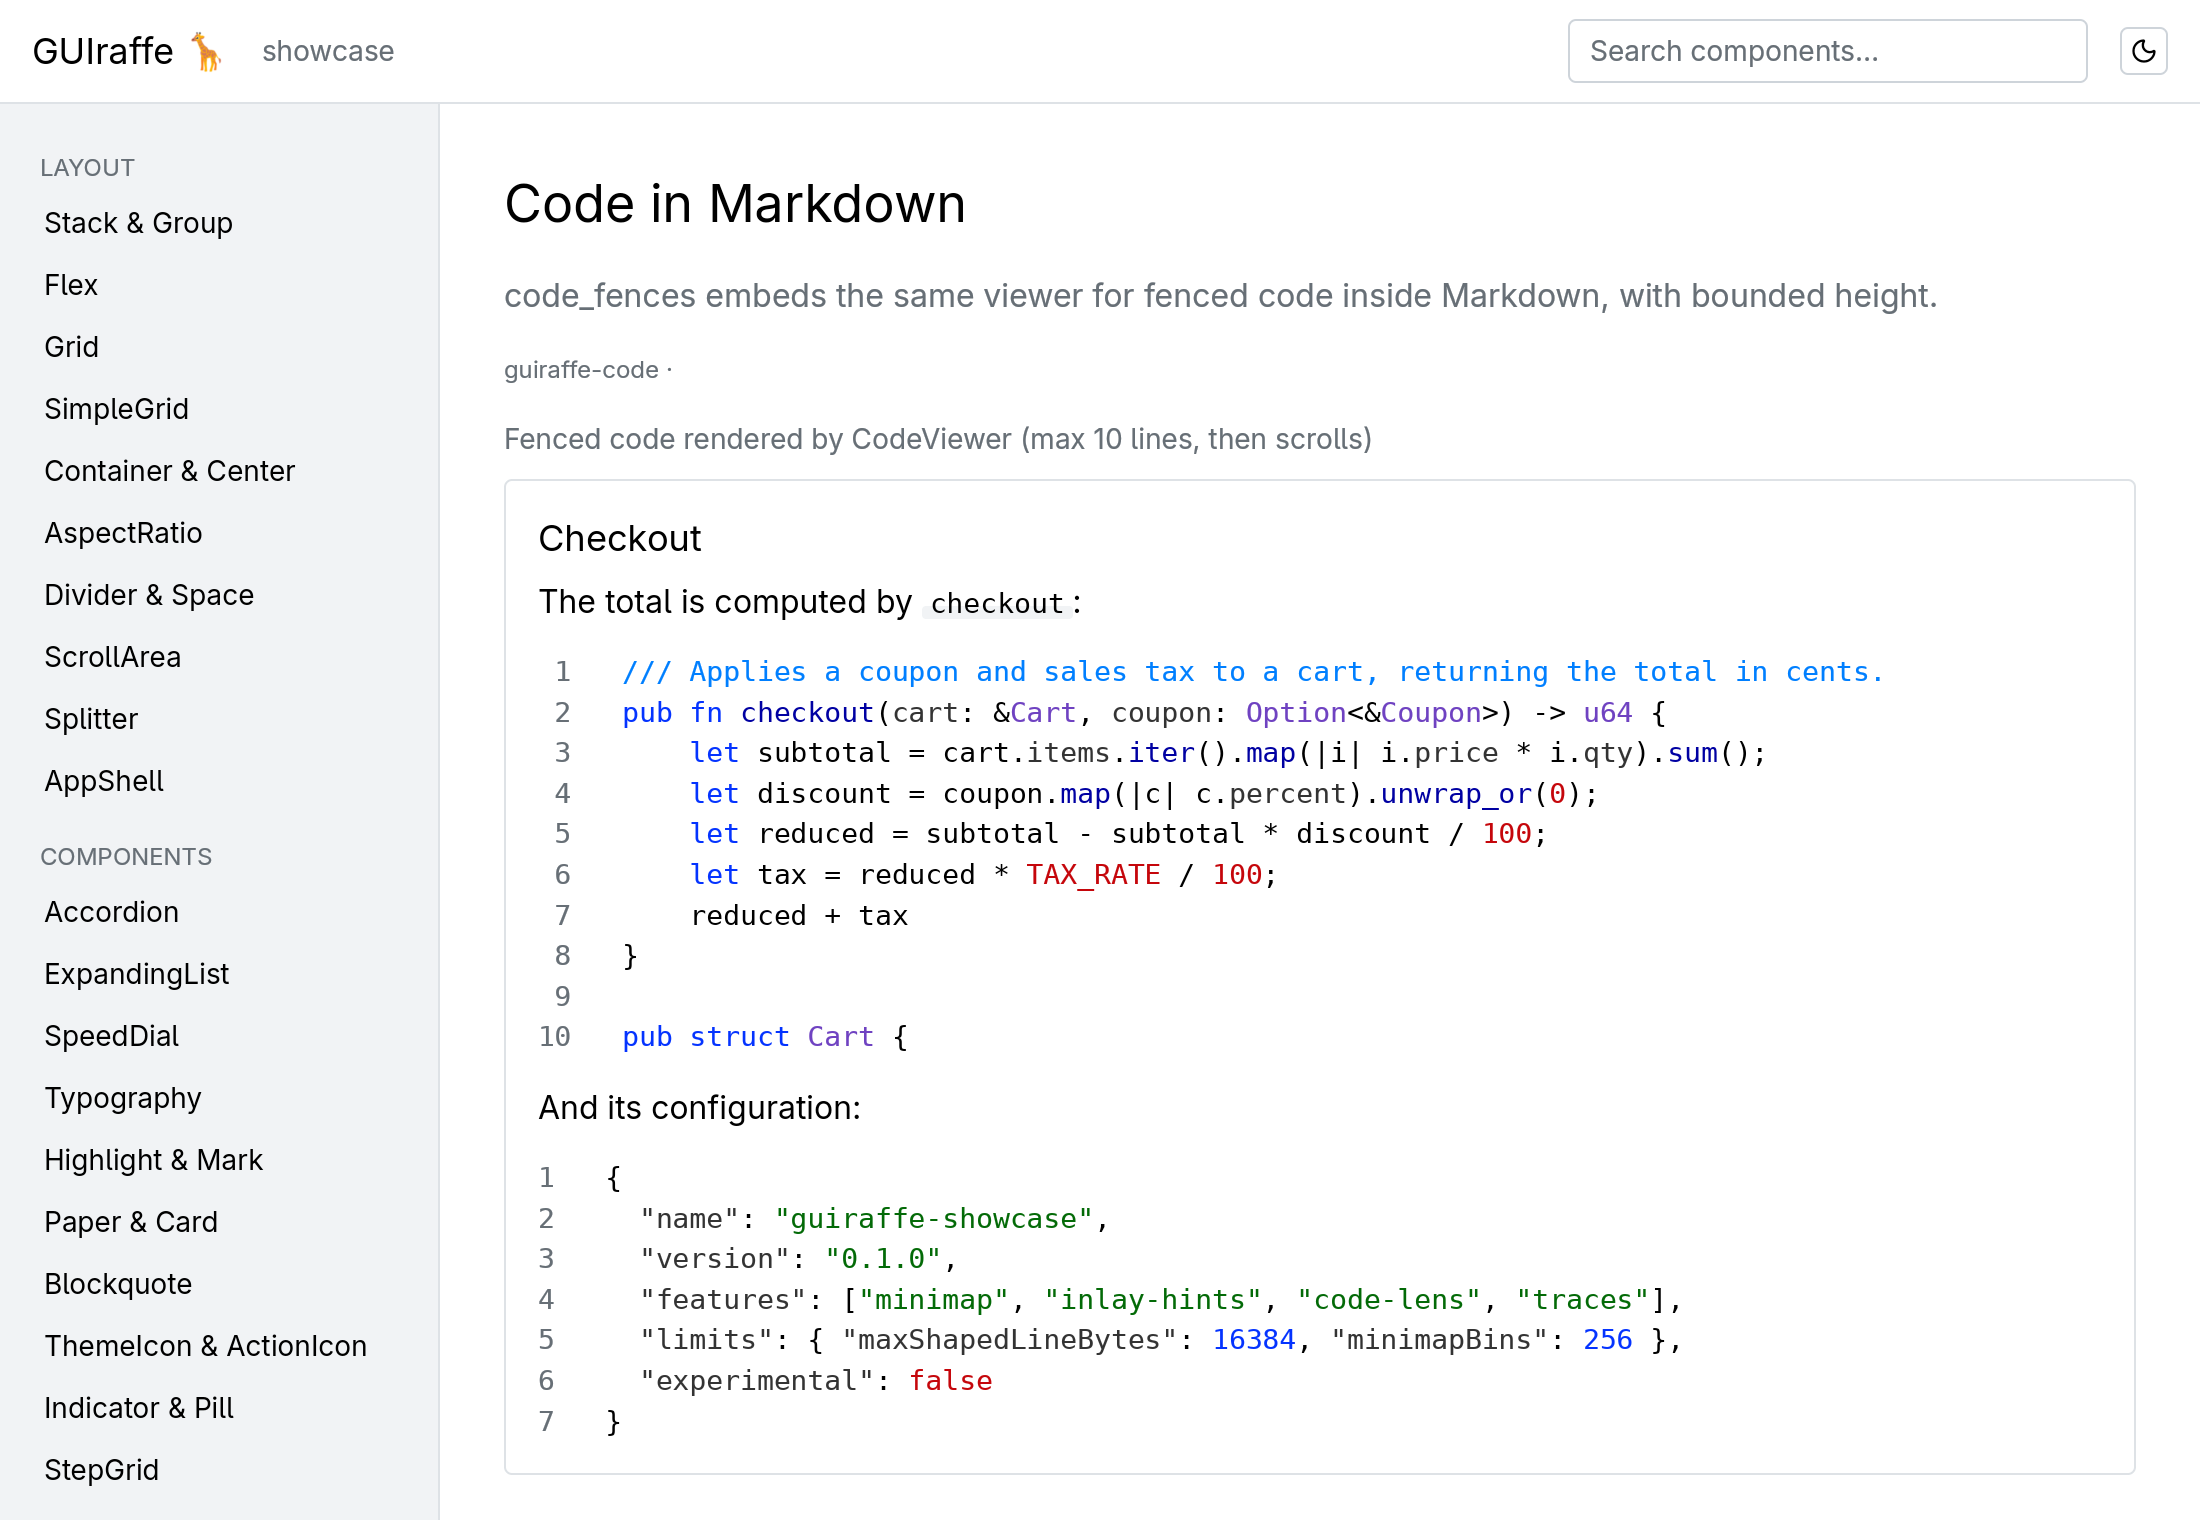 GUIraffe 🦒 showcase
Search components...
LAYOUT
Stack & Group
Flex
Grid
SimpleGrid
Container & Center
AspectRatio
Divider & Space
ScrollArea
Splitter
AppShell
COMPONENTS
Accordion
ExpandingList
SpeedDial
Typography
Highlight & Mark
Paper & Card
Blockquote
ThemeIcon & ActionIcon
Indicator & Pill
StepGrid
Code in Markdown
code_fences embeds the same viewer for fenced code inside Markdown, with bounded height.
guiraffe-code ·
Fenced code rendered by CodeViewer (max 10 lines, then scrolls)
Checkout
The total is computed by checkout:
1 /// Applies a coupon and sales tax to a cart, returning the total in cents.
2 pub fn checkout(cart: &Cart, coupon: Option<&Coupon>) -> u64 {
3     let subtotal = cart.items.iter().map(|i| i.price * i.qty).sum();
4     let discount = coupon.map(|c| c.percent).unwrap_or(0);
5     let reduced = subtotal - subtotal * discount / 100;
6     let tax = reduced * TAX_RATE / 100;
7     reduced + tax
8 }
9
10 pub struct Cart {
And its configuration:
1 {
2   "name": "guiraffe-showcase",
3   "version": "0.1.0",
4   "features": ["minimap", "inlay-hints", "code-lens", "traces"],
5   "limits": { "maxShapedLineBytes": 16384, "minimapBins": 256 },
6   "experimental": false
7 }